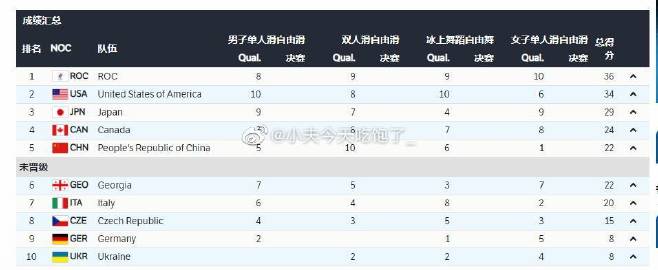 成绩汇总
排名 NOC 队伍 男子单人滑自由滑 双人滑自由滑 冰上舞蹈自由舞 女子单人滑自由滑 总得分
Qual. 决赛 Qual. 决赛 Qual. 决赛 Qual. 决赛
1 ROC ROC 8 9 9 10 36
2 USA United States of America 10 8 10 6 34
3 JPN Japan 9 7 4 9 29
4 CAN Canada 7 8 24
5 CHN People's Republic of China 5 10 6 1 22
未晋级
6 GEO Georgia 7 5 3 7 22
7 ITA Italy 6 4 8 2 20
8 CZE Czech Republic 4 3 5 3 15
9 GER Germany 2 1 5 8
10 UKR Ukraine 2 2 4 8
@小夫今天吃饱了_